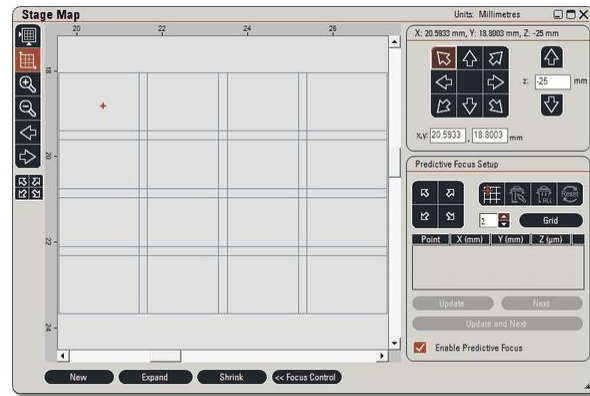 Stage Map
Units: Millimetres
20
22
24
26
18
20
22
24
X: 20.5933 mm, Y: 18.8003 mm, Z: -25 mm
z: -25 mm
x,y: 20.5933 , 18.8003 mm
Predictive Focus Setup
ALL
Reset
2
Grid
Point X (mm) Y (mm) Z (µm)
Update
Next
Update and Next
Enable Predictive Focus
New
Expand
Shrink
<< Focus Control